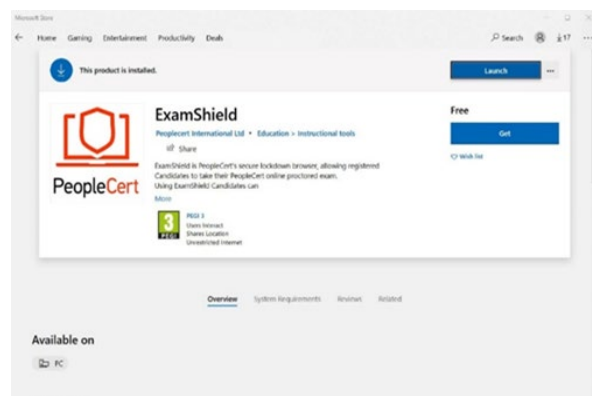 Microsoft Store
Home Gaming Entertainment Productivity Deals Search 17
This product is installed. Launch
ExamShield
Peoplecert International Ltd • Education > Instructional tools
Share
ExamShield is PeopleCert's secure lockdown browser, allowing registered
Candidates to take their PeopleCert online proctored exam.
Using ExamShield Candidates can
More
PeopleCert
3
PEGI
PEGI 3
Users Interact
Shares Location
Unrestricted Internet
Free
Get
Wish list
Overview System Requirements Reviews Related
Available on
PC